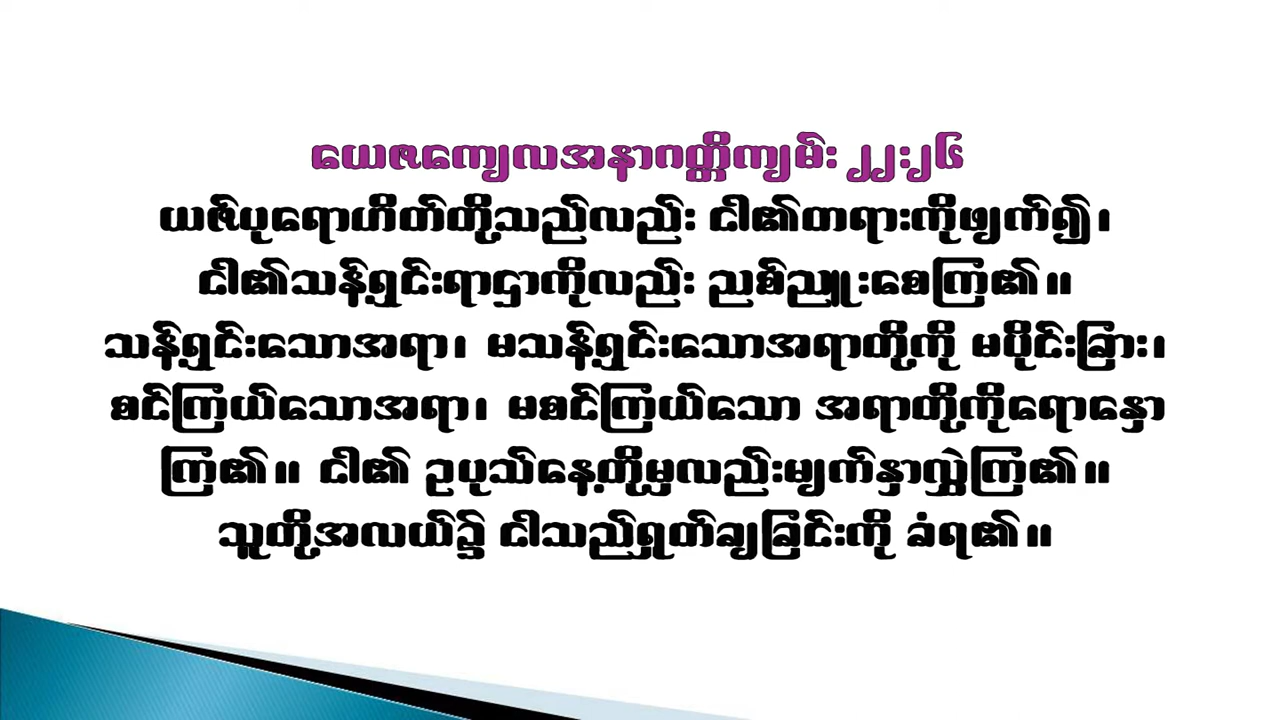 ယေဇကျေလအနာဂတ္တိကျမ်း ၂၂:၂၆
ယဇ်ပုရောဟိတ်တို့သည်လည်း ငါ၏တရားကိုဖျက်၍၊
ငါ၏သန့်ရှင်းရာဌာကိုလည်း ညစ်ညူးစေကြ၏။
သန့်ရှင်းသောအရာ၊ မသန့်ရှင်းသောအရာတို့ကို မပိုင်းခြား၊
စင်ကြယ်သောအရာ၊ မစင်ကြယ်သော အရာတို့ကိုရောနှော
ကြ၏။ ငါ၏ ဥပုသ်နေ့တို့မှလည်းမျက်နှာလွှဲကြ၏။
သူတို့အလယ်၌ ငါသည်ရှုတ်ချခြင်းကို ခံရ၏။